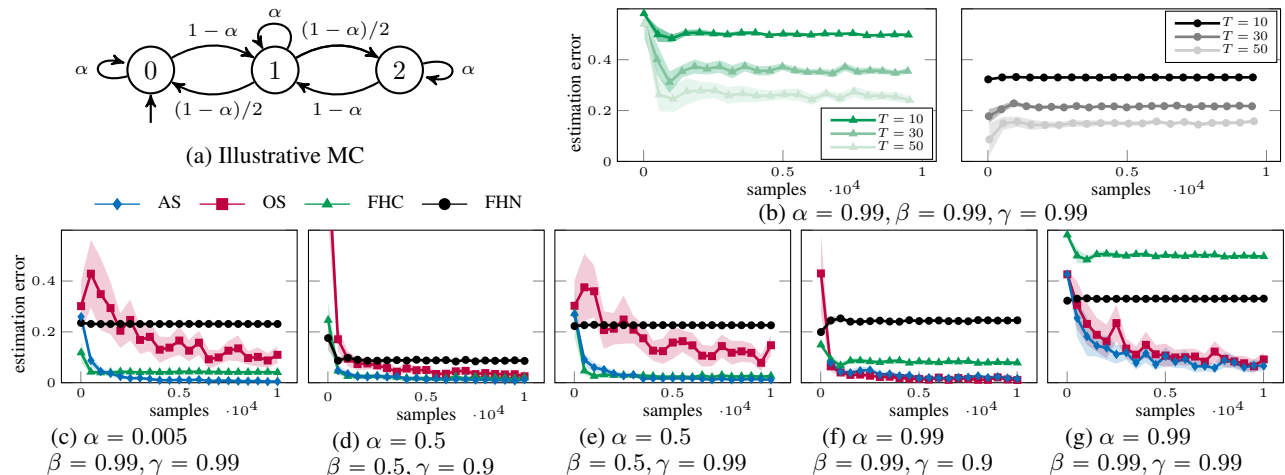 α
1 − α
(1 − α)/2
α
0
1
2
α
(1 − α)/2
1 − α
(a) Illustrative MC
estimation error
0.4
0.2
0
T = 10
T = 30
T = 50
0.5
1
samples
·10⁴
T = 10
T = 30
T = 50
0.5
1
samples
·10⁴
(b) α = 0.99, β = 0.99, γ = 0.99
AS
OS
FHC
FHN
estimation error
0.4
0.2
0
0
0.5
1
samples
·10⁴
(c) α = 0.005
β = 0.99, γ = 0.99
0
0.5
1
samples
·10⁴
(d) α = 0.5
β = 0.5, γ = 0.9
0
0.5
1
samples
·10⁴
(e) α = 0.5
β = 0.5, γ = 0.99
0
0.5
1
samples
·10⁴
(f) α = 0.99
β = 0.99, γ = 0.9
0
0.5
1
samples
·10⁴
(g) α = 0.99
β = 0.99, γ = 0.99